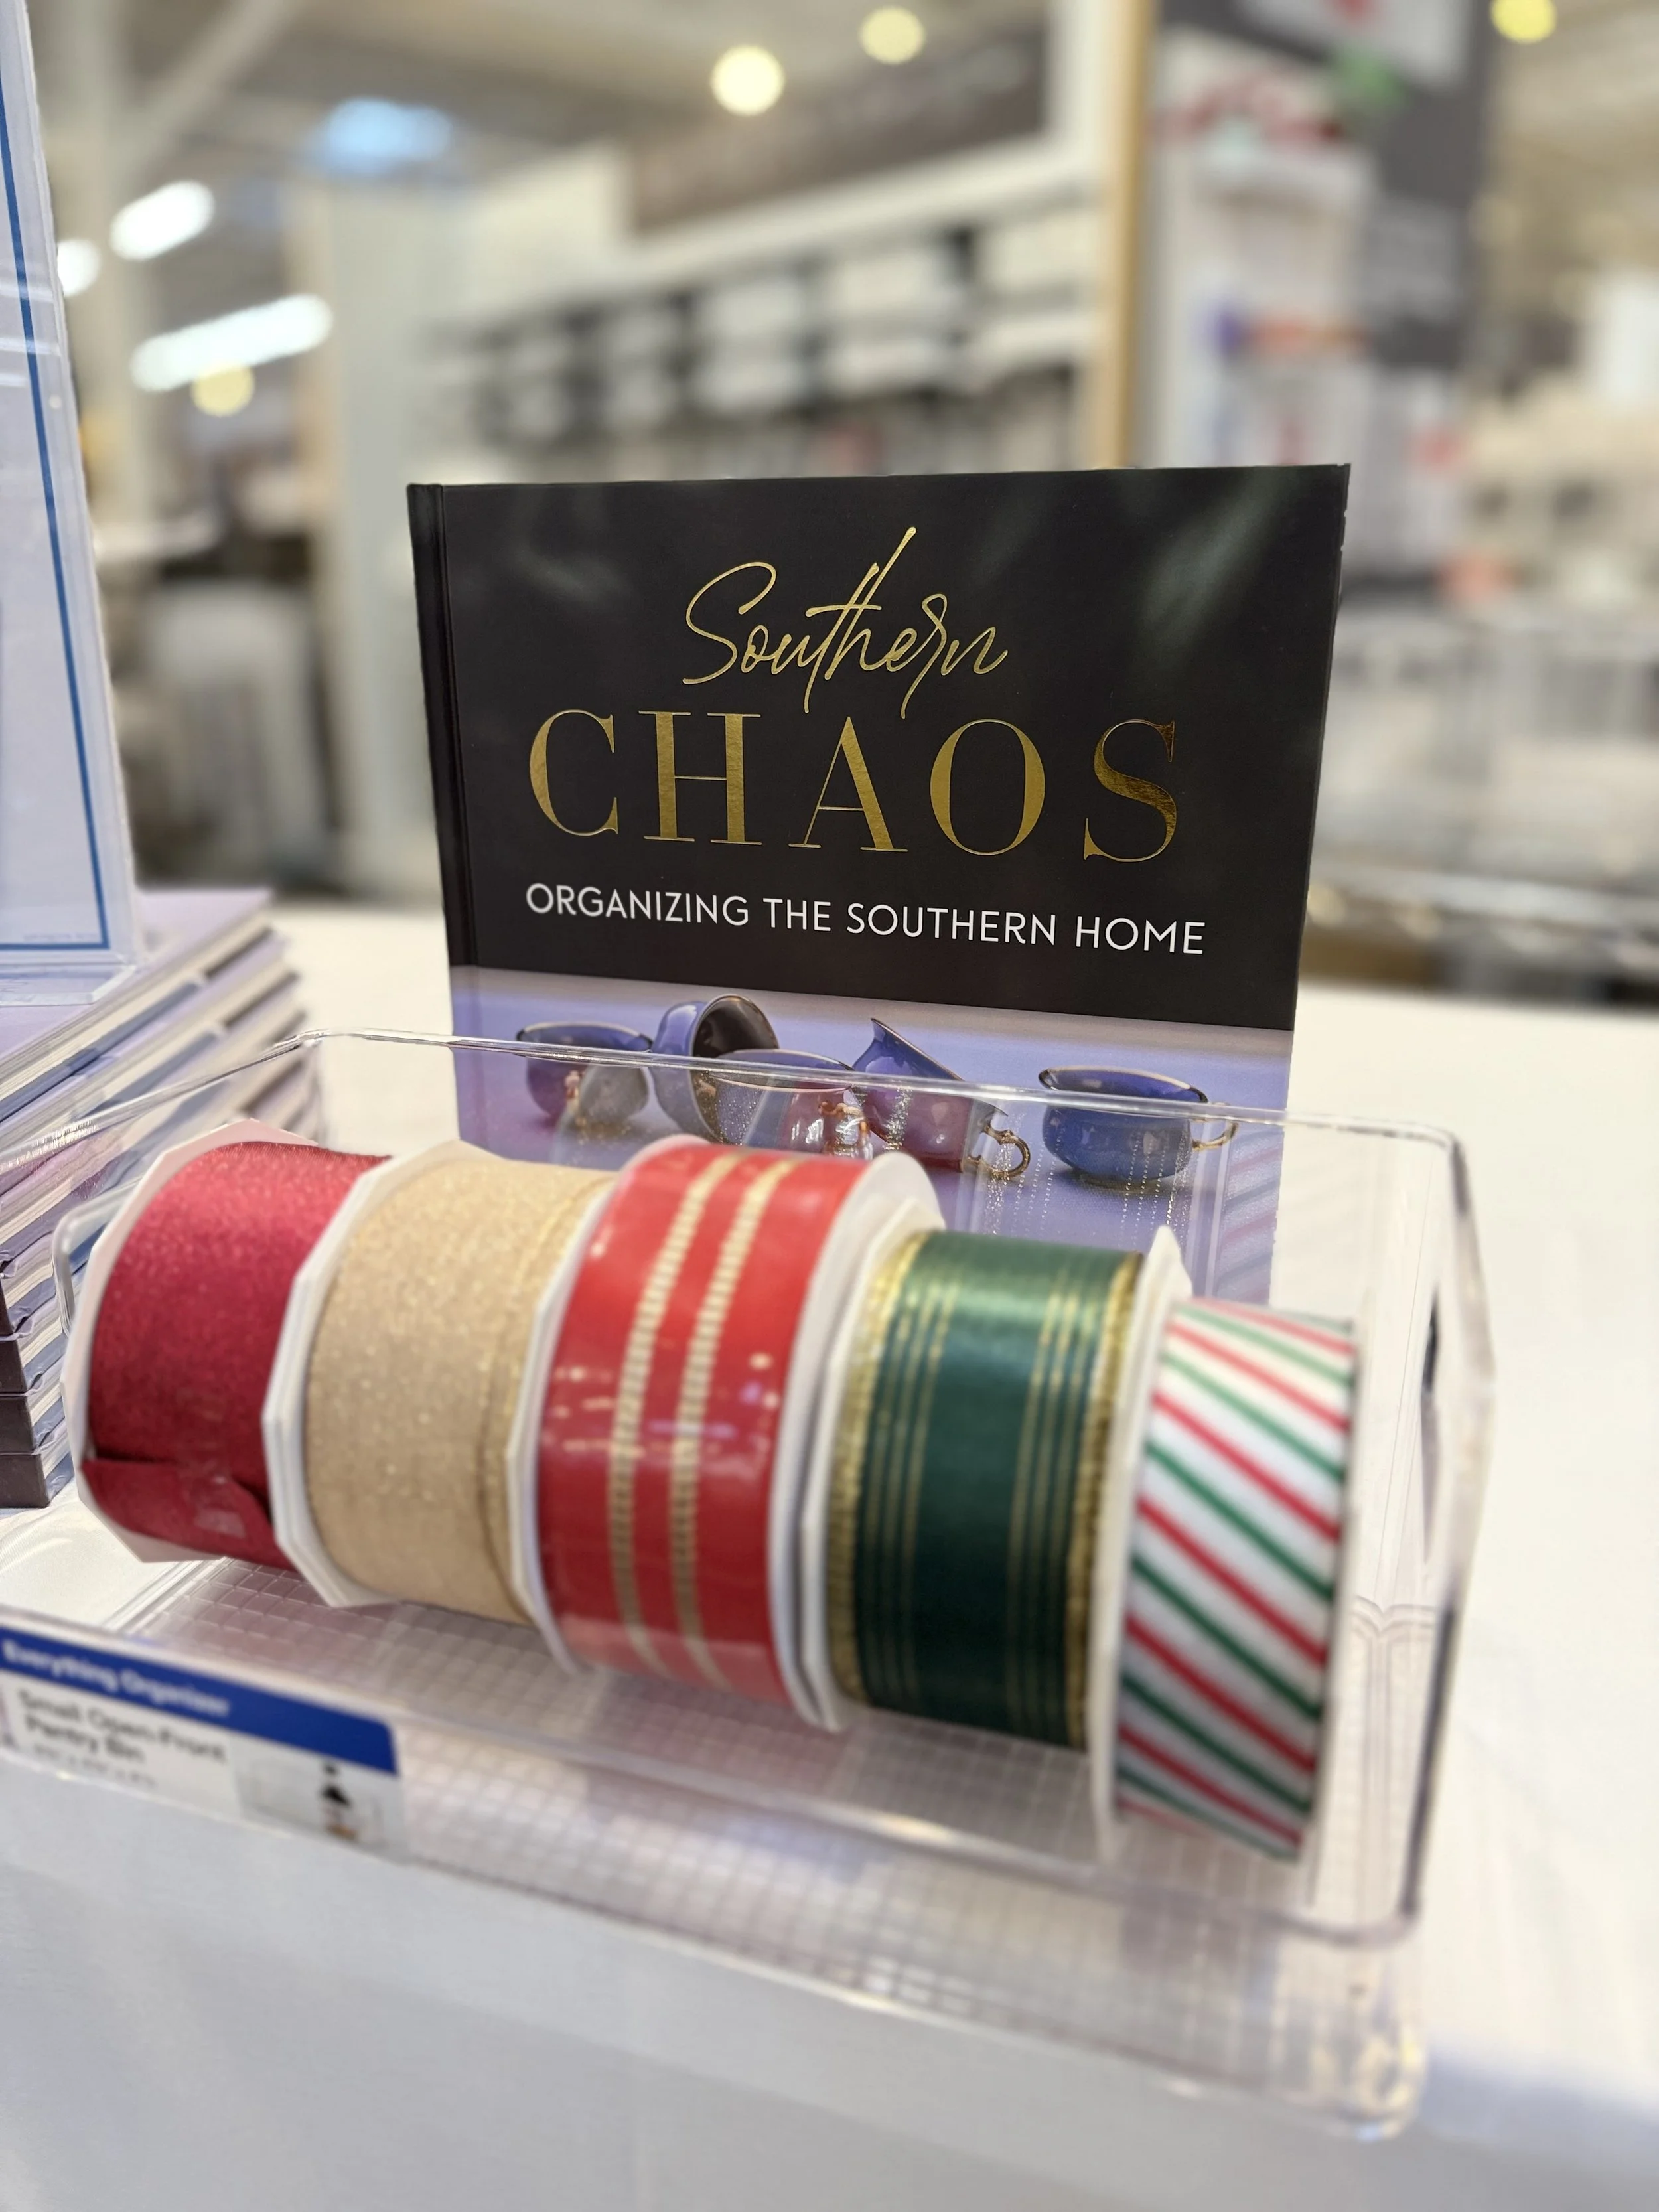 Southern
CHAOS
ORGANIZING THE SOUTHERN HOME
Everything Organizer
Small Open-Front
Pantry Bin